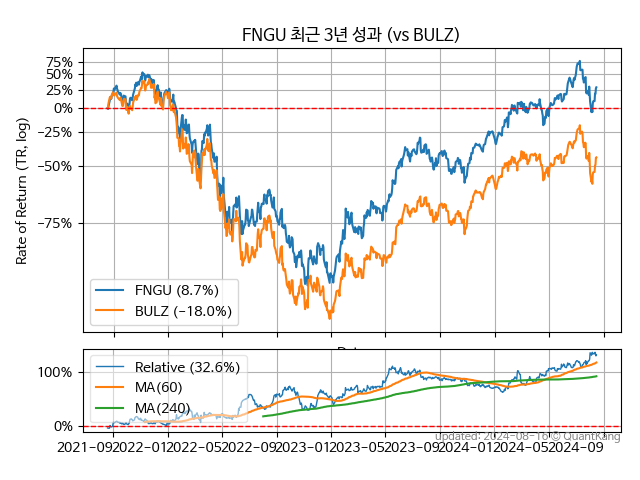 FNGU 최근 3년 성과 (vs BULZ)
75%
50%
25%
0%
−25%
−50%
−75%
Rate of Return (TR, log)
FNGU (8.7%)
BULZ (−18.0%)
100%
0%
Relative (32.6%)
MA(60)
MA(240)
2021−09
2022−01
2022−05
2022−09
2023−01
2023−05
2023−09
2024−01
2024−05
2024−09
updated: 2024-08-16 © QuantKang